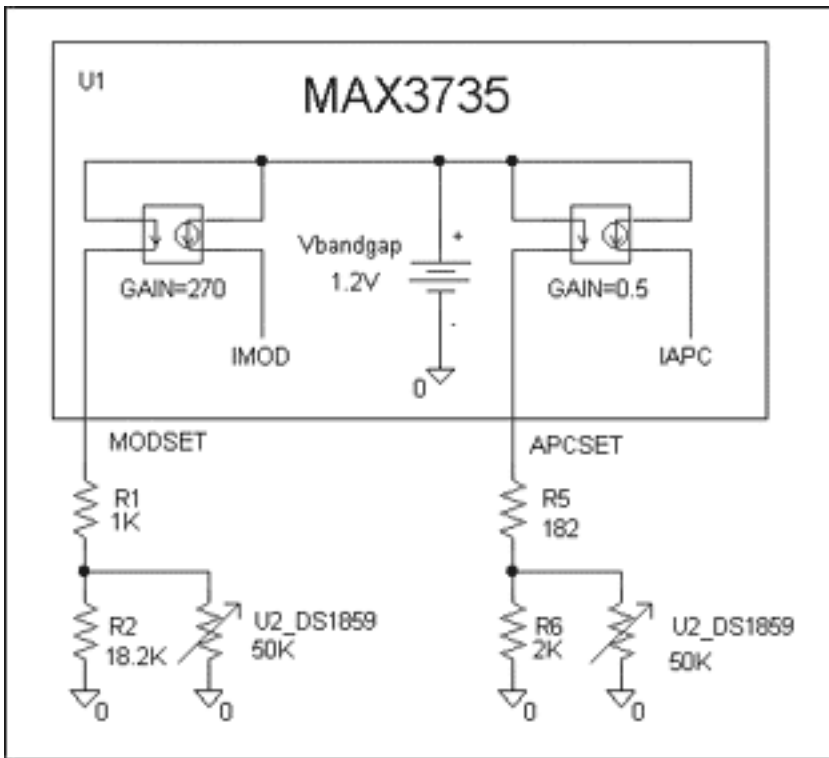 U1
MAX3735
Vbandgap
1.2V
+
-
GAIN=270
GAIN=0.5
IMOD
IAPC
0
MODSET
APCSET
R1
1K
R5
182
R2
18.2K
U2_DS1859
50K
R6
2K
U2_DS1859
50K
0
0
0
0